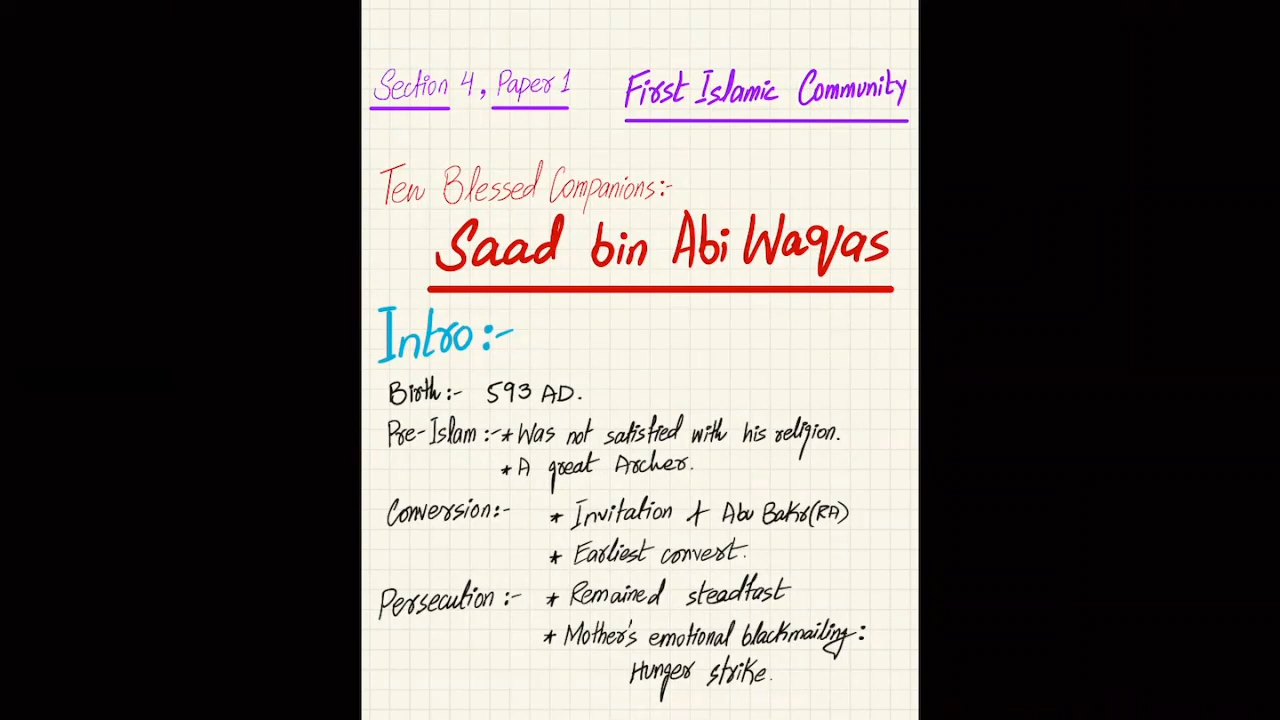 Section 4, Paper 1 First Islamic Community
Ten Blessed Companions:-
Saad bin Abi Waqas
Intro:-
Birth:- 593 AD.
Pre-Islam:- * Was not satisfied with his religion.
* A great Archer.
Conversion:- * Invitation + Abu Bakr(RA)
* Earliest convert.
Persecution:- * Remained steadfast
* Mother's emotional blackmailing:
Hunger strike.